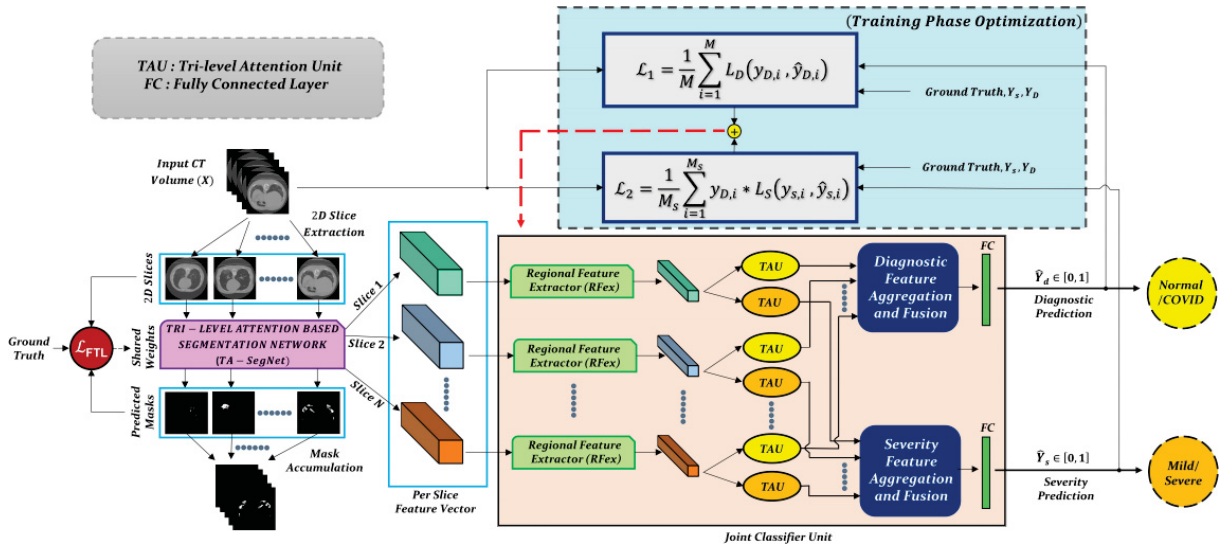 TAU : Tri-level Attention Unit
FC : Fully Connected Layer
(Training Phase Optimization)
ℒ₁ = 1/M ∑_{i=1}^{M} L_D(y_{D,i} , ŷ_{D,i})
Ground Truth, Y_s, Y_D
+
Ground Truth, Y_s, Y_D
ℒ₂ = 1/M_s ∑_{i=1}^{M_s} y_{D,i} * L_S(y_{s,i} , ŷ_{s,i})
Input CT
Volume (X)
2D Slice
Extraction
2D Slices
Ground
Truth
ℒ_FTL
Shared
Weights
TRI – LEVEL ATTENTION BASED
SEGMENTATION NETWORK
(TA – SegNet)
Predicted
Masks
Mask
Accumulation
Slice 1
Slice 2
Slice N
Per Slice
Feature Vector
Regional Feature
Extractor (RFex)
Regional Feature
Extractor (RFex)
Regional Feature
Extractor (RFex)
TAU
TAU
TAU
TAU
TAU
TAU
Diagnostic
Feature
Aggregation
and Fusion
FC
Ŷ_d ∈ [0, 1]
Diagnostic
Prediction
Normal
/COVID
Severity
Feature
Aggregation
and Fusion
FC
Ŷ_s ∈ [0, 1]
Severity
Prediction
Mild/
Severe
Joint Classifier Unit